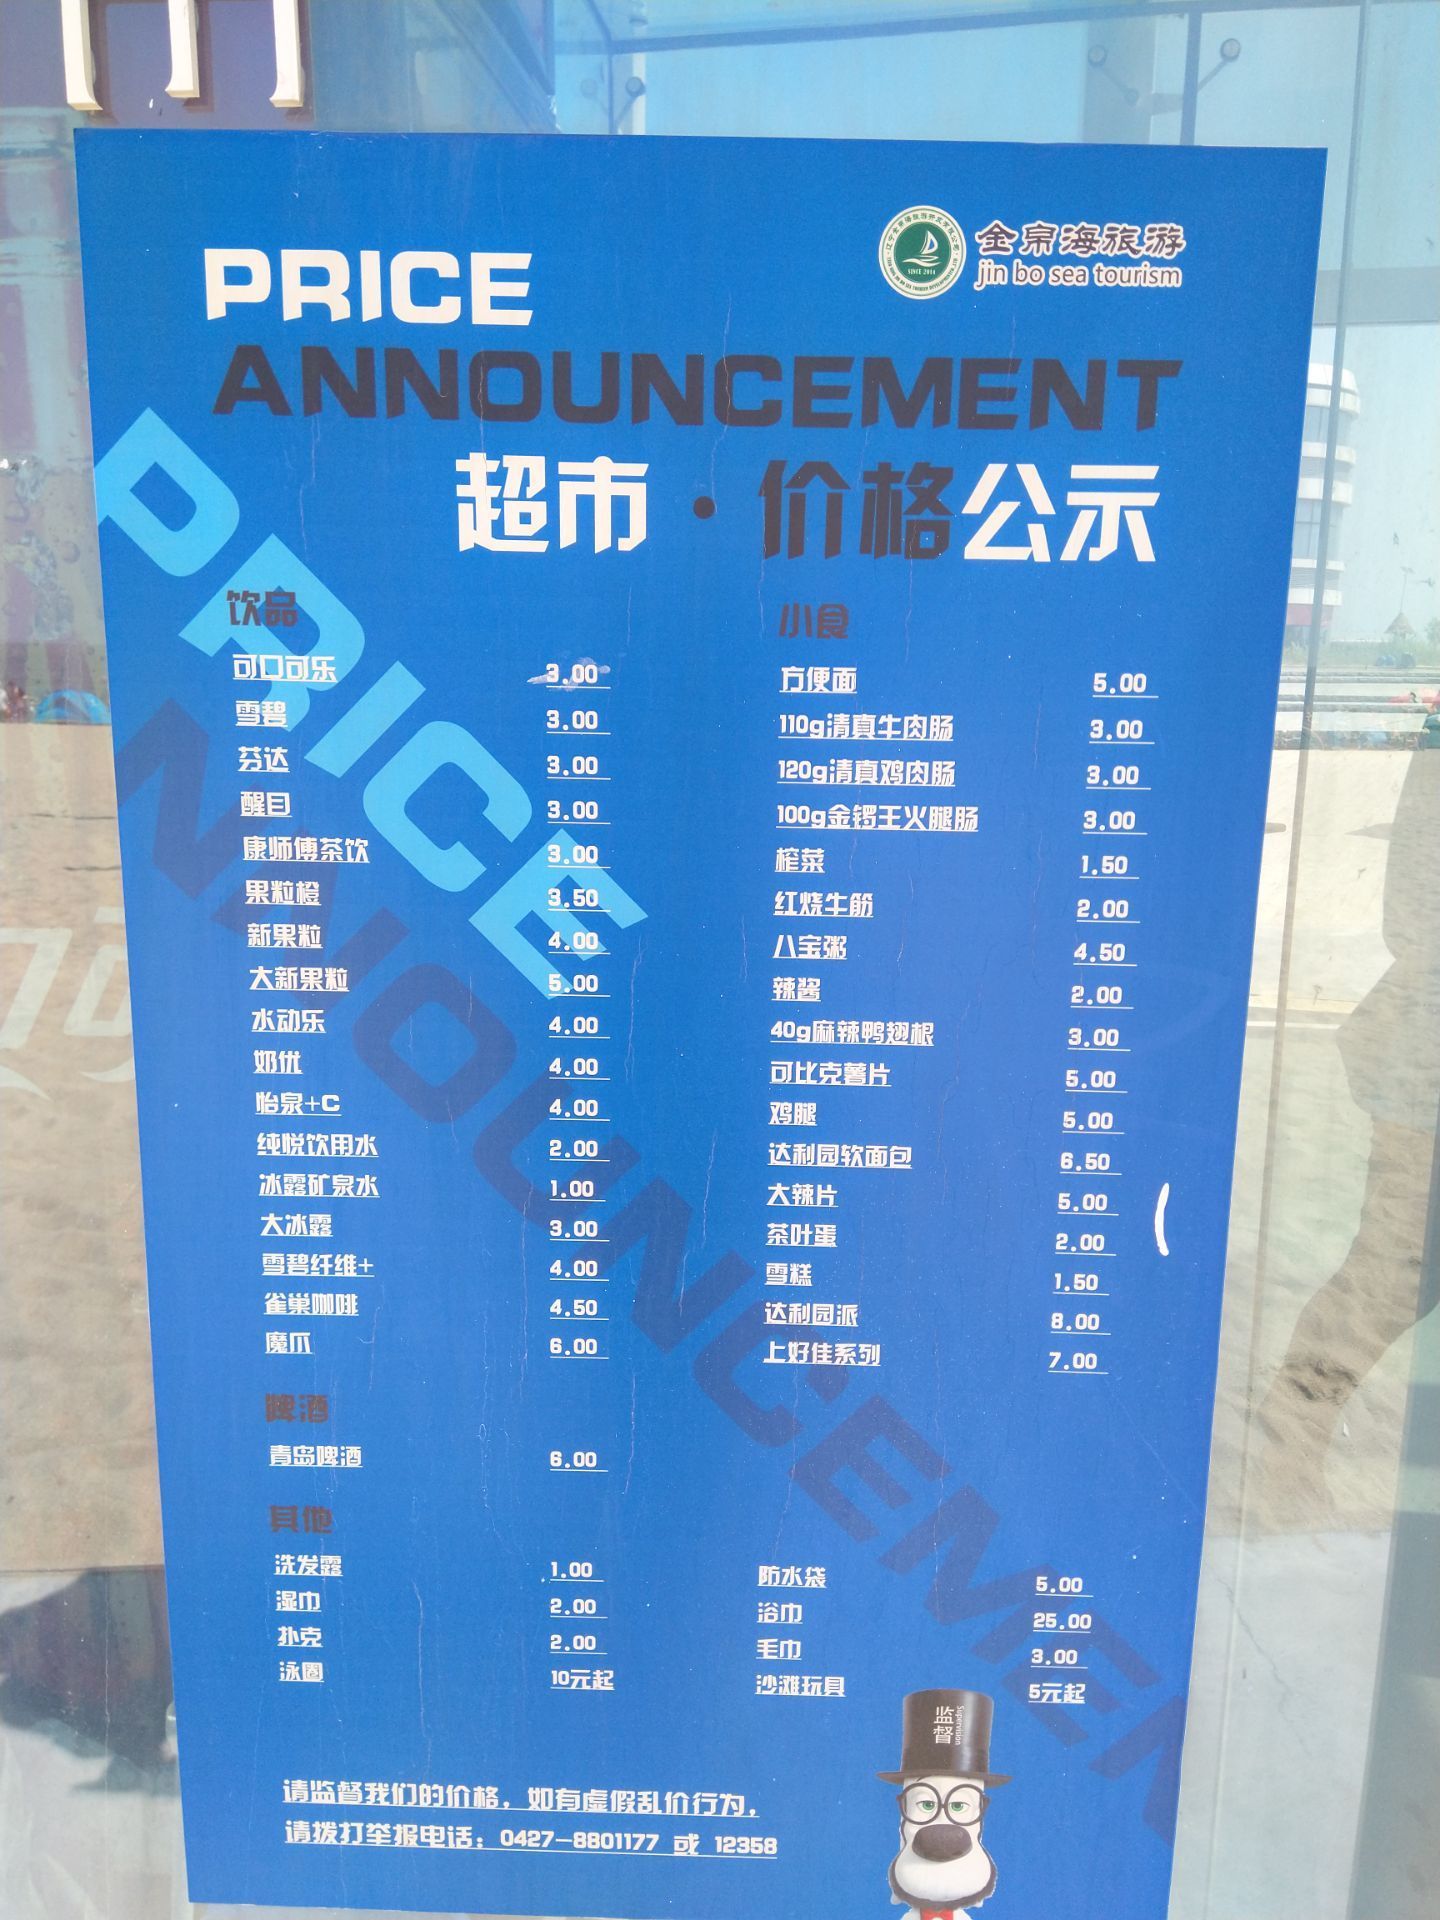 金帛海旅游
jin bo sea tourism
SINCE 2014
PRICE
ANNOUNCEMENT
超市·价格公示
PRICE
饮品
可口可乐 3.00
雪碧 3.00
芬达 3.00
醒目 3.00
康师傅茶饮 3.00
果粒橙 3.50
新果粒 4.00
大新果粒 5.00
水动乐 4.00
奶优 4.00
怡泉+C 4.00
纯悦饮用水 2.00
冰露矿泉水 1.00
大冰露 3.00
雪碧纤维+ 4.00
雀巢咖啡 4.50
魔爪 6.00
啤酒
青岛啤酒 6.00
小食
方便面 5.00
110g清真牛肉肠 3.00
120g清真鸡肉肠 3.00
100g金锣王火腿肠 3.00
榨菜 1.50
红烧牛筋 2.00
八宝粥 4.50
辣酱 2.00
40g麻辣鸭翅根 3.00
可比克薯片 5.00
鸡腿 5.00
达利园软面包 6.50
大辣片 5.00
茶叶蛋 2.00
雪糕 1.50
达利园派 8.00
上好佳系列 7.00
其他
洗发露 1.00
湿巾 2.00
扑克 2.00
泳圈 10元起
防水袋 5.00
浴巾 25.00
毛巾 3.00
沙滩玩具 5元起
监督
Supervision
请监督我们的价格，如有虚假乱价行为，
请拨打举报电话：0427-8801177 或 12358